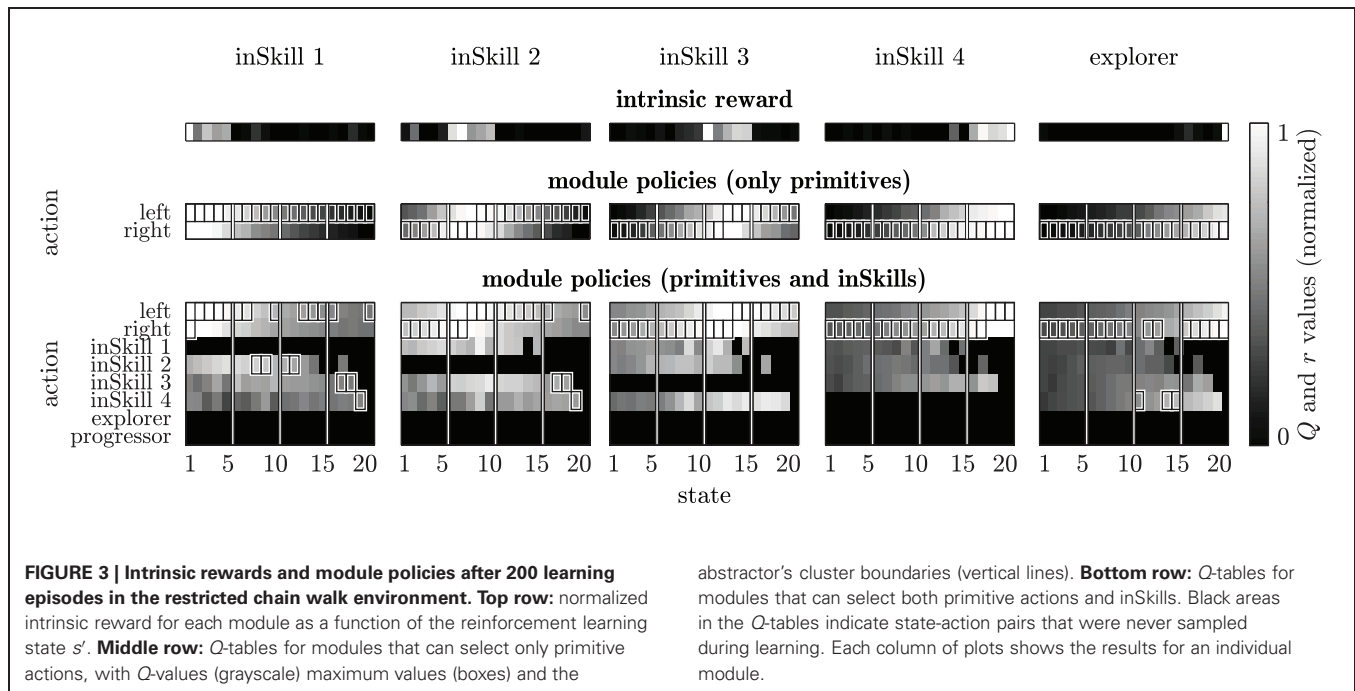 inSkill 1 inSkill 2 inSkill 3 inSkill 4 explorer
intrinsic reward
module policies (only primitives)
action
left
right
module policies (primitives and inSkills)
action
left
right
inSkill 1
inSkill 2
inSkill 3
inSkill 4
explorer
progressor
1 5 10 15 20 1 5 10 15 20 1 5 10 15 20 1 5 10 15 20 1 5 10 15 20
state
1
0
Q and r values (normalized)
FIGURE 3 | Intrinsic rewards and module policies after 200 learning
episodes in the restricted chain walk environment. Top row: normalized
intrinsic reward for each module as a function of the reinforcement learning
state s′. Middle row: Q-tables for modules that can select only primitive
actions, with Q-values (grayscale) maximum values (boxes) and the
abstractor's cluster boundaries (vertical lines). Bottom row: Q-tables for
modules that can select both primitive actions and inSkills. Black areas
in the Q-tables indicate state-action pairs that were never sampled
during learning. Each column of plots shows the results for an individual
module.